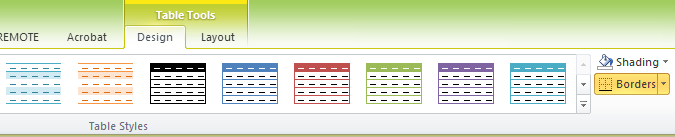 Table Tools
REMOTE Acrobat Design Layout
Shading
Borders
Table Styles